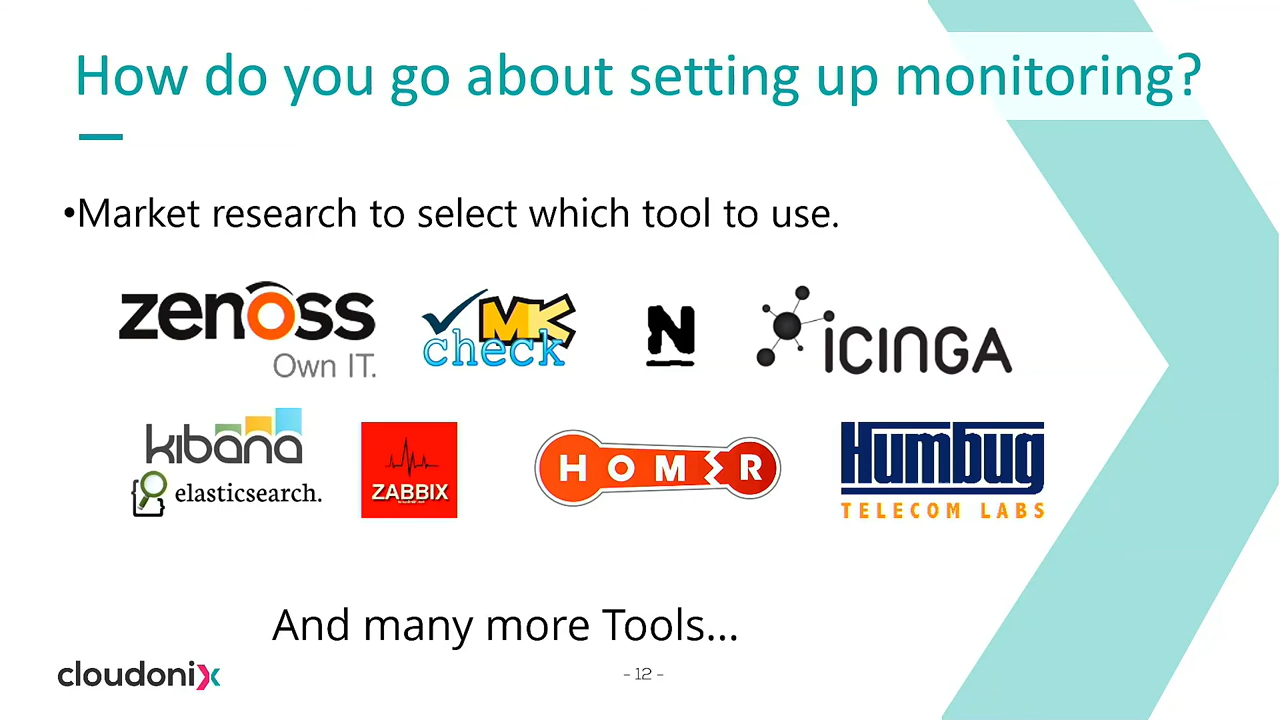 How do you go about setting up monitoring?
•Market research to select which tool to use.
zenoss
Own IT.
MK
check
N
ICINGA
kibana
elasticsearch.
ZABBIX
HOMER
Humbug
TELECOM LABS
And many more Tools...
cloudonix
- 12 -